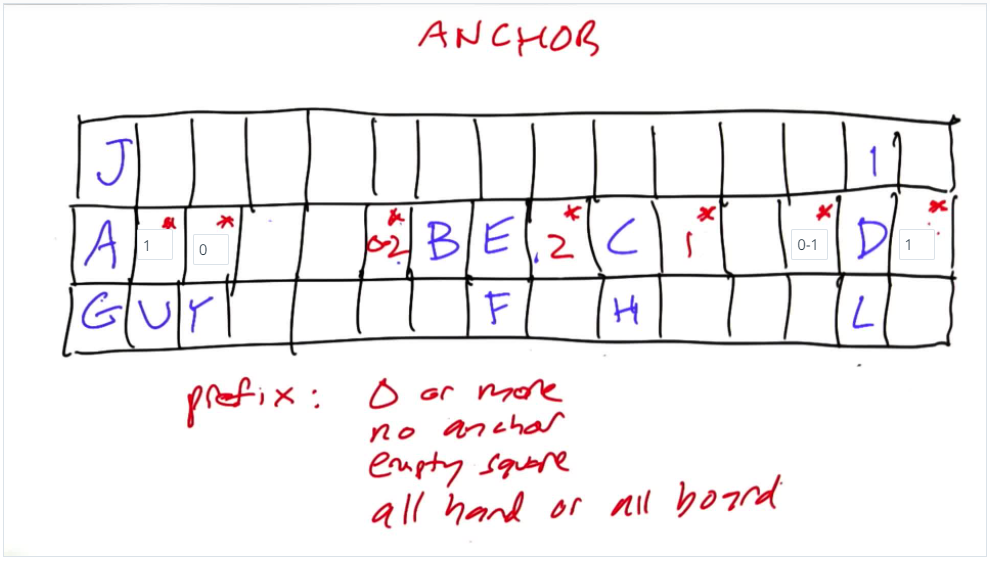 ANCHOR
J 1
A 1 * 0 * 0-2 * B E 2 * C 1 * 0-1 * D 1 *
G U Y F H L
prefix: 0 or more
no anchor
empty square
all hand or all board